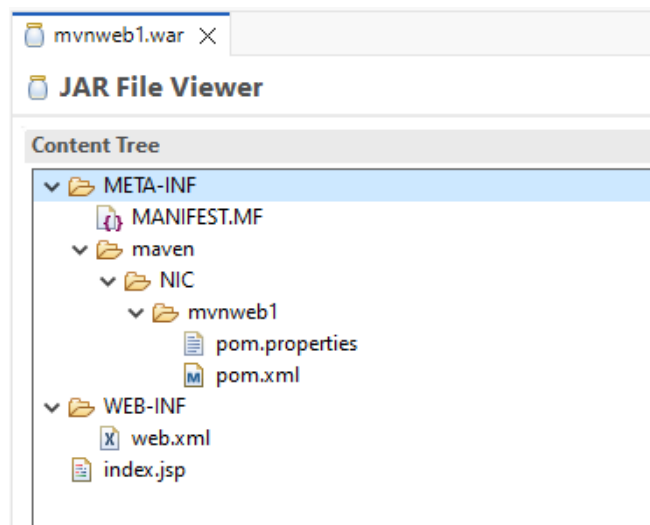 mvnweb1.war
JAR File Viewer
Content Tree
META-INF
MANIFEST.MF
maven
NIC
mvnweb1
pom.properties
pom.xml
WEB-INF
web.xml
index.jsp